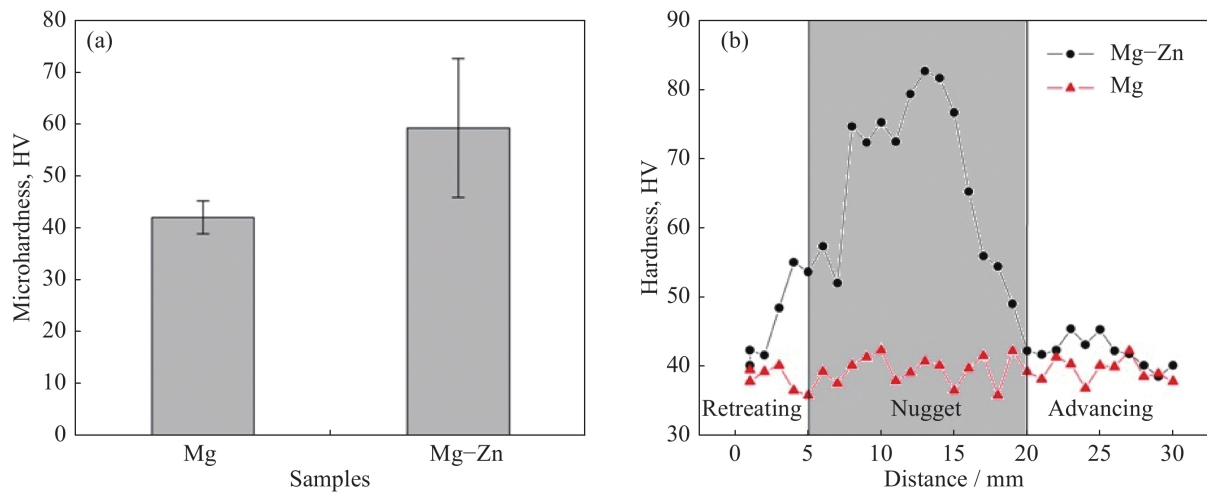 (a)
80
70
60
50
40
30
20
10
0
Microhardness, HV
Mg
Mg−Zn
Samples
(b)
90
80
70
60
50
40
30
Hardness, HV
Mg−Zn
Mg
Retreating
Nugget
Advancing
0 5 10 15 20 25 30
Distance / mm